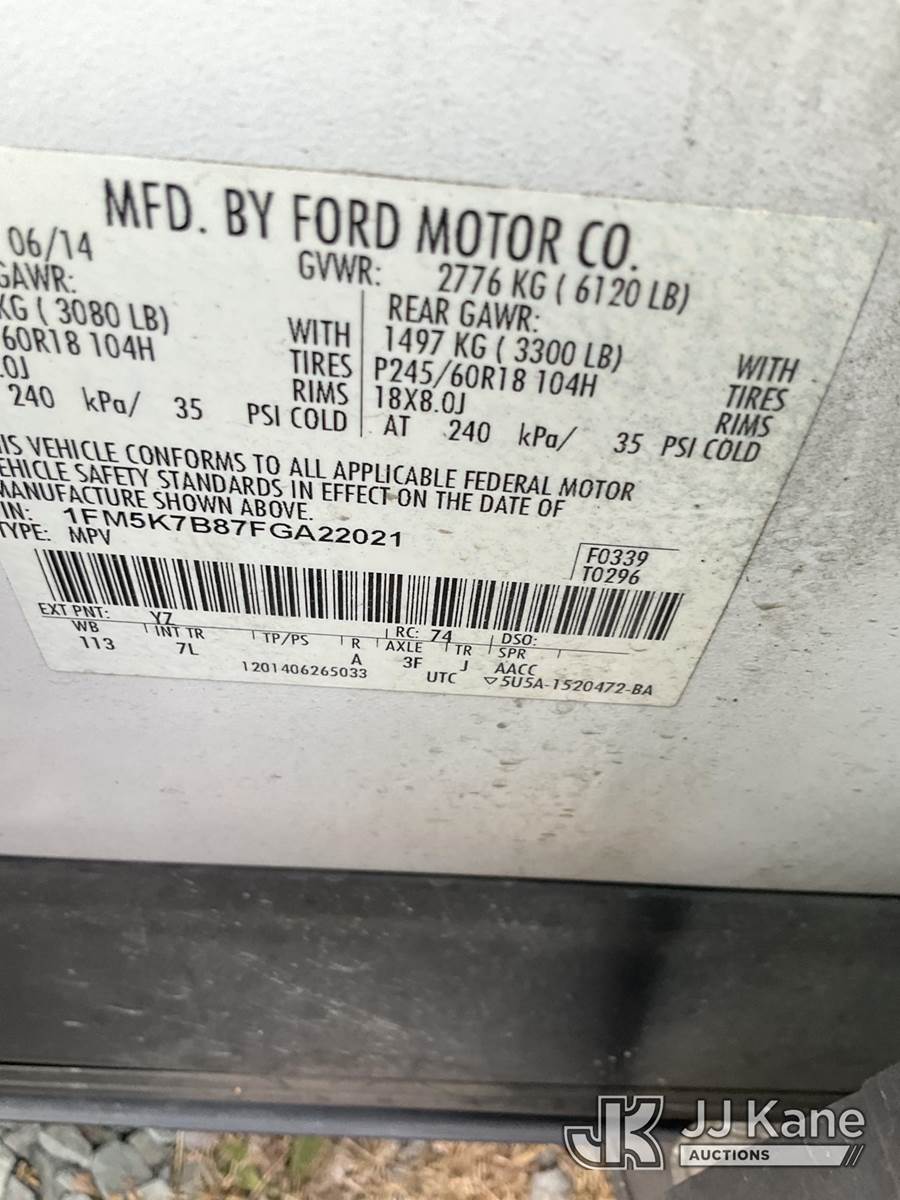 MFD. BY FORD MOTOR CO.
06/14
GVWR: 2776 KG ( 6120 LB)
GAWR:
KG ( 3080 LB)
WITH
60R18 104H
TIRES
.0J
RIMS
240 kPa/ 35 PSI COLD
REAR GAWR:
1497 KG ( 3300 LB)
WITH
P245/60R18 104H
TIRES
18X8.0J
RIMS
AT 240 kPa/ 35 PSI COLD
IS VEHICLE CONFORMS TO ALL APPLICABLE FEDERAL MOTOR
EHICLE SAFETY STANDARDS IN EFFECT ON THE DATE OF
MANUFACTURE SHOWN ABOVE.
IN: 1FM5K7B87FGA22021
TYPE: MPV
F0339
T0296
EXT PNT: YZ RC: 74 DSO:
WB INT TR TP/PS R AXLE TR SPR
113 7L A 3F J AACC
1201406265033 UTC ▽5U5A-1520472-BA
JK JJ Kane
AUCTIONS